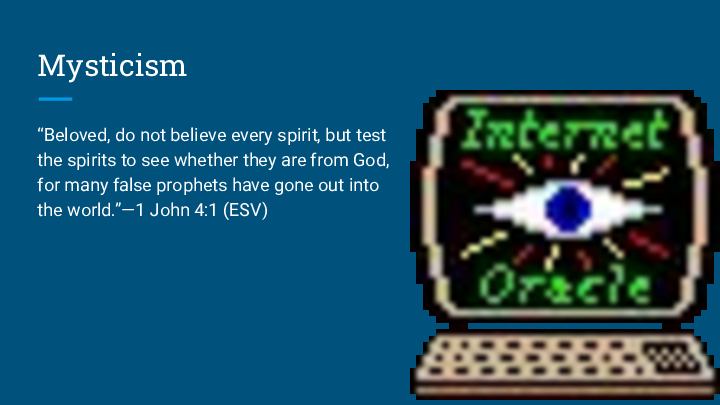 Mysticism
“Beloved, do not believe every spirit, but test
the spirits to see whether they are from God,
for many false prophets have gone out into
the world.”—1 John 4:1 (ESV)
Internet
Oracle